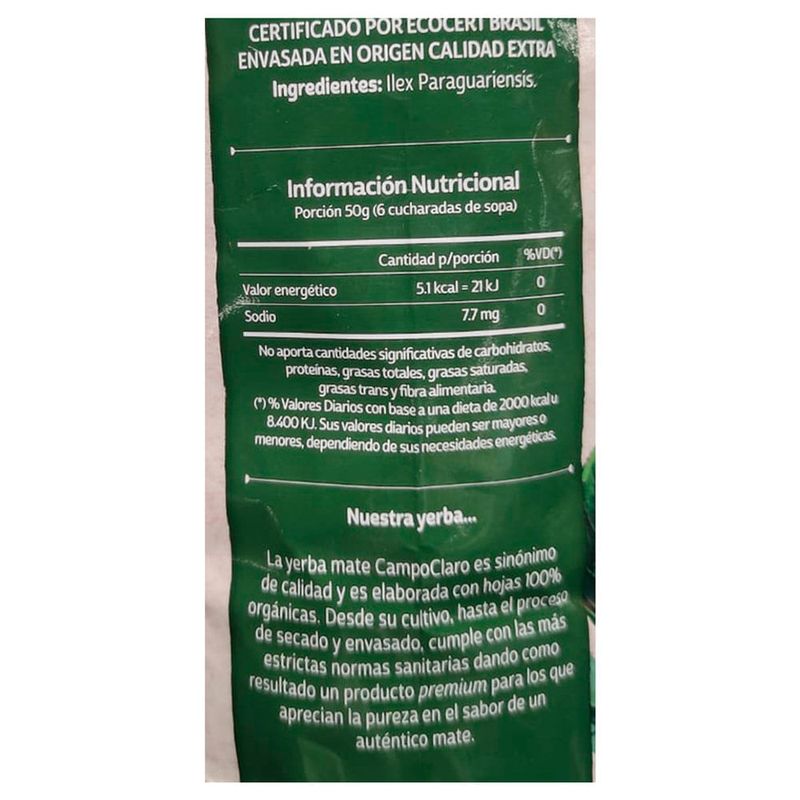 CERTIFICADO POR ECOCERT BRASIL
ENVASADA EN ORIGEN CALIDAD EXTRA
Ingredientes: Ilex Paraguariensis.
Información Nutricional
Porción 50g (6 cucharadas de sopa)
Cantidad p/porción %VD(*)
Valor energético 5.1 kcal = 21 kJ 0
Sodio 7.7 mg 0
No aporta cantidades significativas de carbohidratos,
proteínas, grasas totales, grasas saturadas,
grasas trans y fibra alimentaria.
(*) % Valores Diarios con base a una dieta de 2000 kcal u
8.400 KJ. Sus valores diarios pueden ser mayores o
menores, dependiendo de sus necesidades energéticas.
Nuestra yerba...
La yerba mate CampoClaro es sinónimo
de calidad y es elaborada con hojas 100%
orgánicas. Desde su cultivo, hasta el proceso
de secado y envasado, cumple con las más
estrictas normas sanitarias dando como
resultado un producto premium para los que
aprecian la pureza en el sabor de un
auténtico mate.